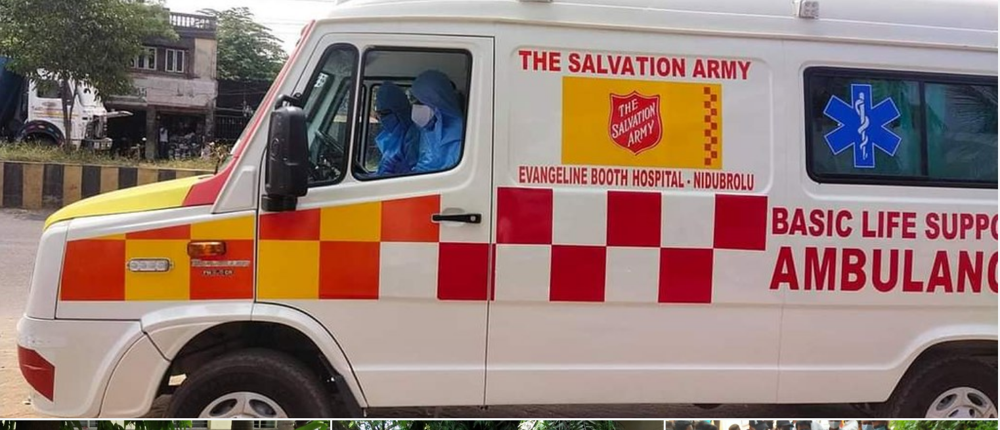 THE SALVATION ARMY
THE
SALVATION
ARMY
EVANGELINE BOOTH HOSPITAL - NIDUBROLU
BASIC LIFE SUPPO
AMBULANC